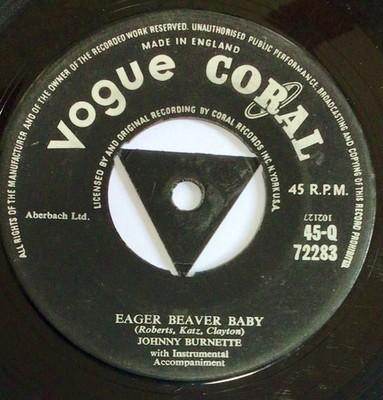 ALL RIGHTS OF THE MANUFACTURER AND OF THE OWNER OF THE RECORDED WORK RESERVED. UNAUTHORISED PUBLIC PERFORMANCE, BROADCASTING AND COPYING OF THIS RECORD PROHIBITED
MADE IN ENGLAND
Vogue CORAL
LICENSED BY AND ORIGINAL RECORDING BY CORAL RECORDS INC. N.YORK.U.S.A.
45 R.P.M.
Aberbach Ltd.
102127
45-Q
72283
EAGER BEAVER BABY
(Roberts, Katz, Clayton)
JOHNNY BURNETTE
with Instrumental
Accompaniment